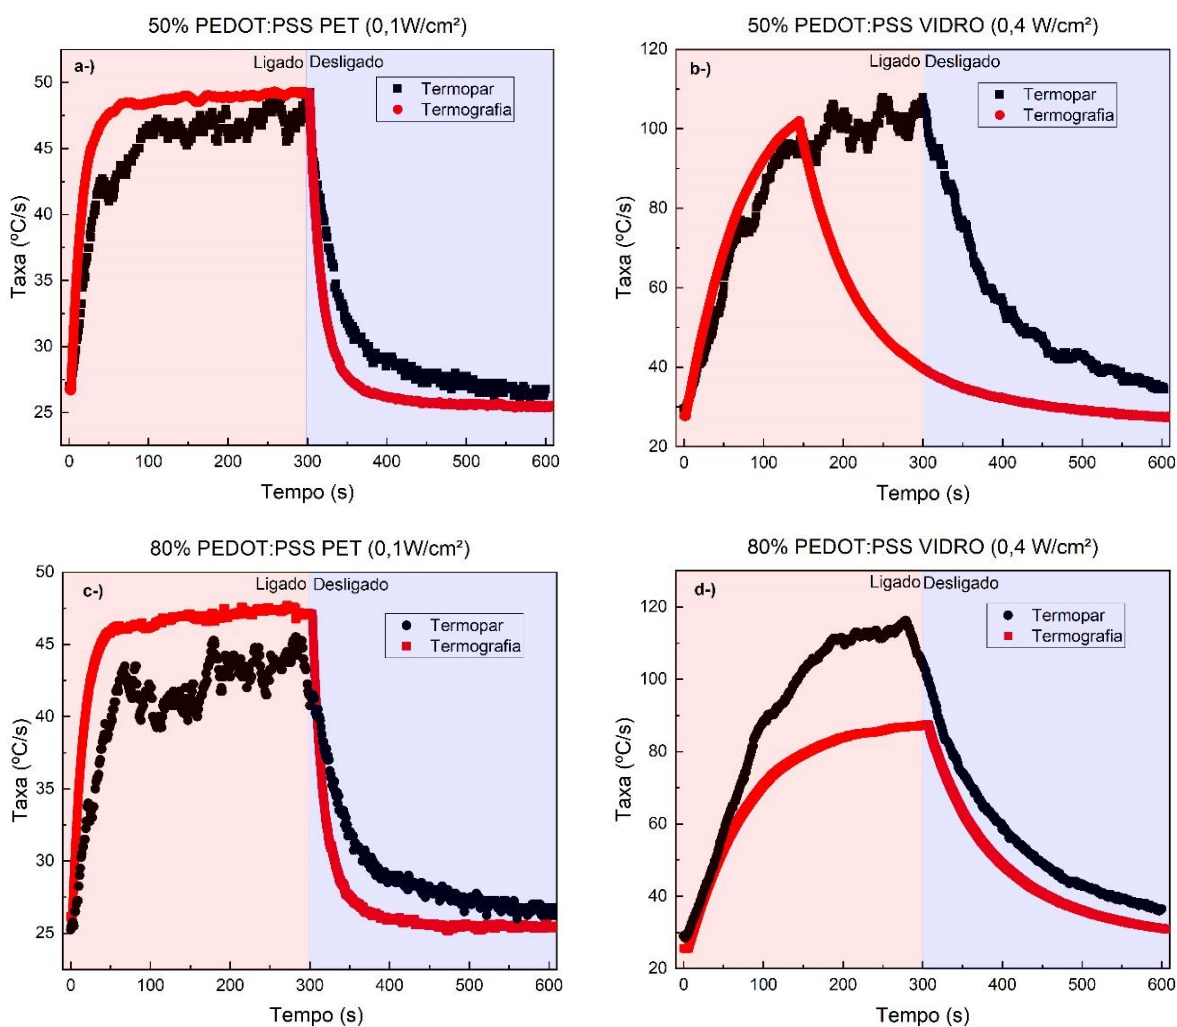 50% PEDOT:PSS PET (0,1W/cm²)
a-)
Ligado
Desligado
Termopar
Termografia
Taxa (ºC/s)
50
45
40
35
30
25
0 100 200 300 400 500 600
Tempo (s)
50% PEDOT:PSS VIDRO (0,4 W/cm²)
b-)
Ligado
Desligado
Termopar
Termografia
Taxa (ºC/s)
120
100
80
60
40
20
0 100 200 300 400 500 600
Tempo (s)
80% PEDOT:PSS PET (0,1W/cm²)
c-)
Ligado
Desligado
Termopar
Termografia
Taxa (ºC/s)
50
45
40
35
30
25
0 100 200 300 400 500 600
Tempo (s)
80% PEDOT:PSS VIDRO (0,4 W/cm²)
d-)
Ligado
Desligado
Termopar
Termografia
Taxa (ºC/s)
120
100
80
60
40
20
0 100 200 300 400 500 600
Tempo (s)